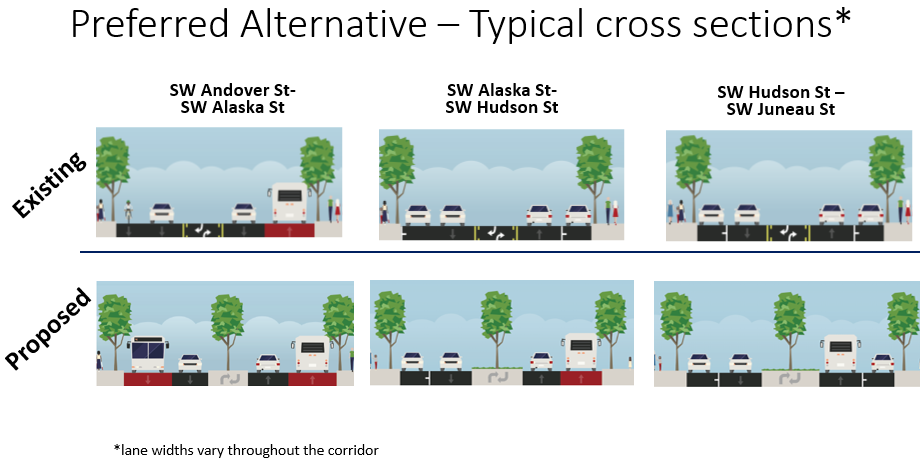 Preferred Alternative – Typical cross sections*
SW Andover St-
SW Alaska St
SW Alaska St-
SW Hudson St
SW Hudson St –
SW Juneau St
Existing
Proposed
*lane widths vary throughout the corridor